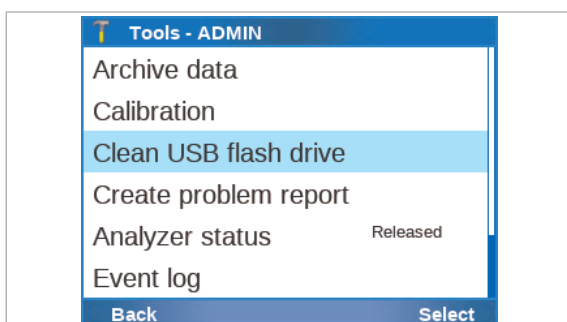 Tools - ADMIN
Archive data
Calibration
Clean USB flash drive
Create problem report
Analyzer status Released
Event log
Back Select